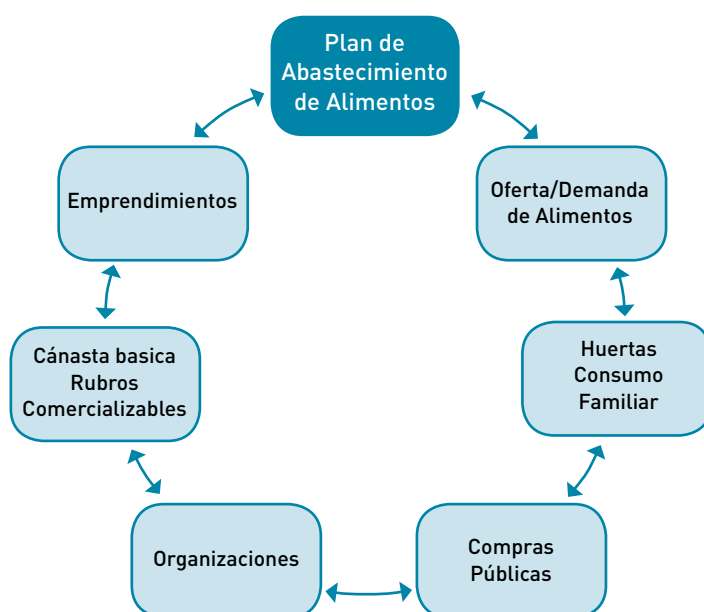 Plan de
Abastecimiento
de Alimentos
Emprendimientos
Oferta/Demanda
de Alimentos
Cánasta basica
Rubros
Comercializables
Huertas
Consumo
Familiar
Organizaciones
Compras
Públicas